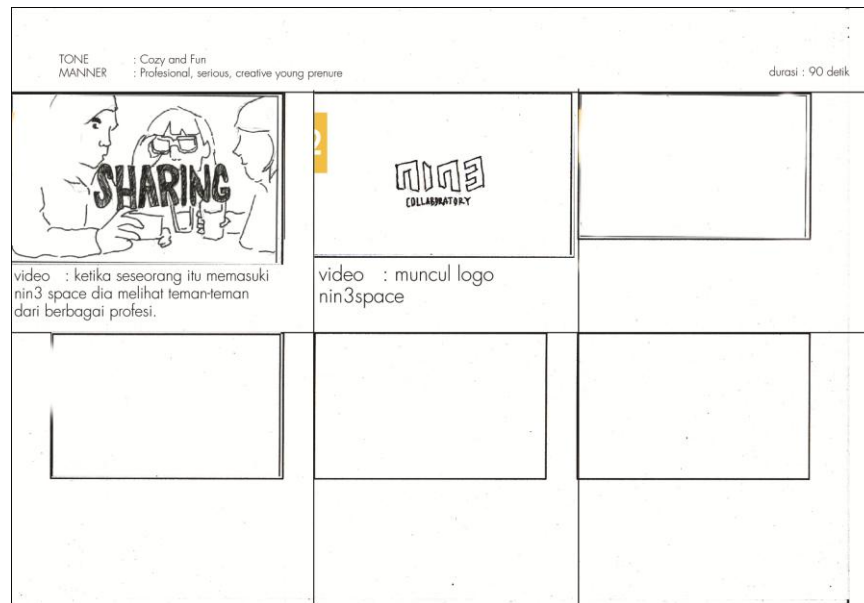 TONE : Cozy and Fun
MANNER : Profesional, serious, creative young prenure
durasi : 90 detik
SHARING
video : ketika seseorang itu memasuki
nin3 space dia melihat teman-teman
dari berbagai profesi.
NIN3
COLLABORATORY
video : muncul logo
nin3space